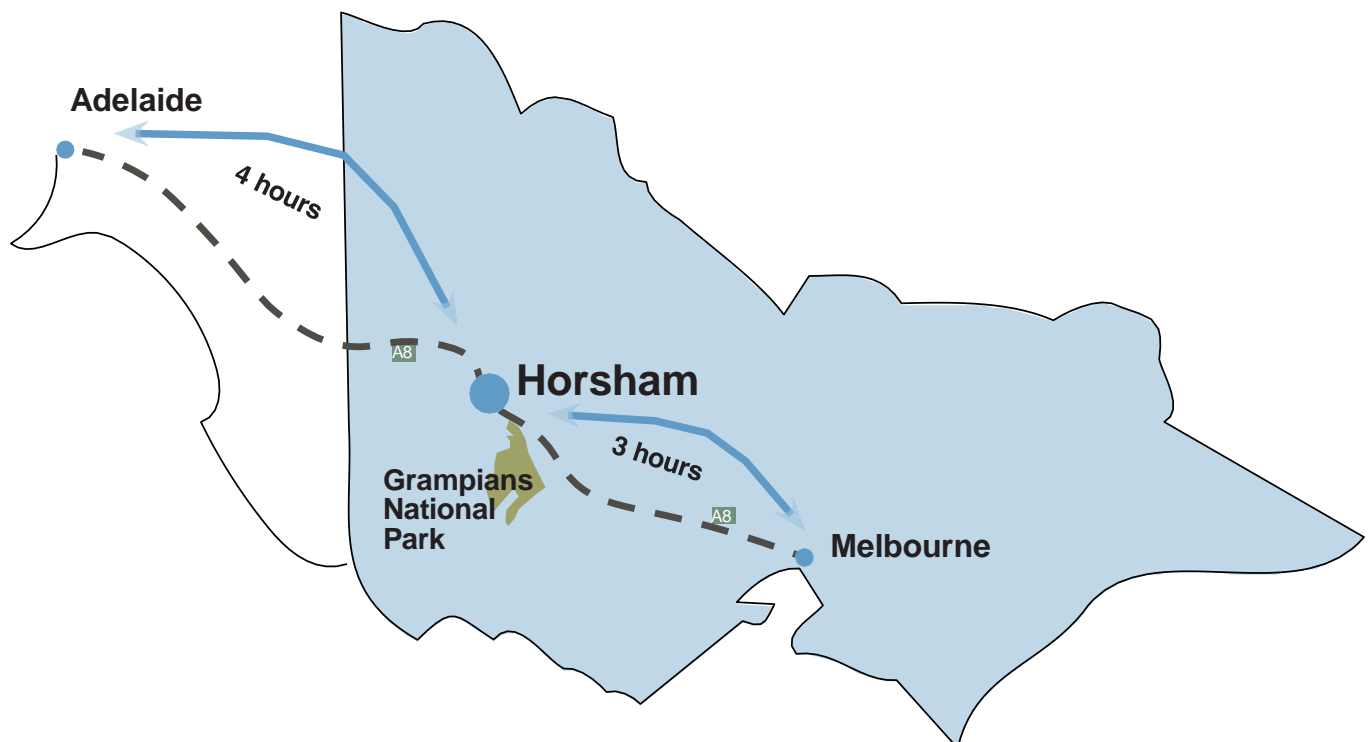 Adelaide
4 hours
A8
Horsham
3 hours
Grampians
National
Park
A8
Melbourne